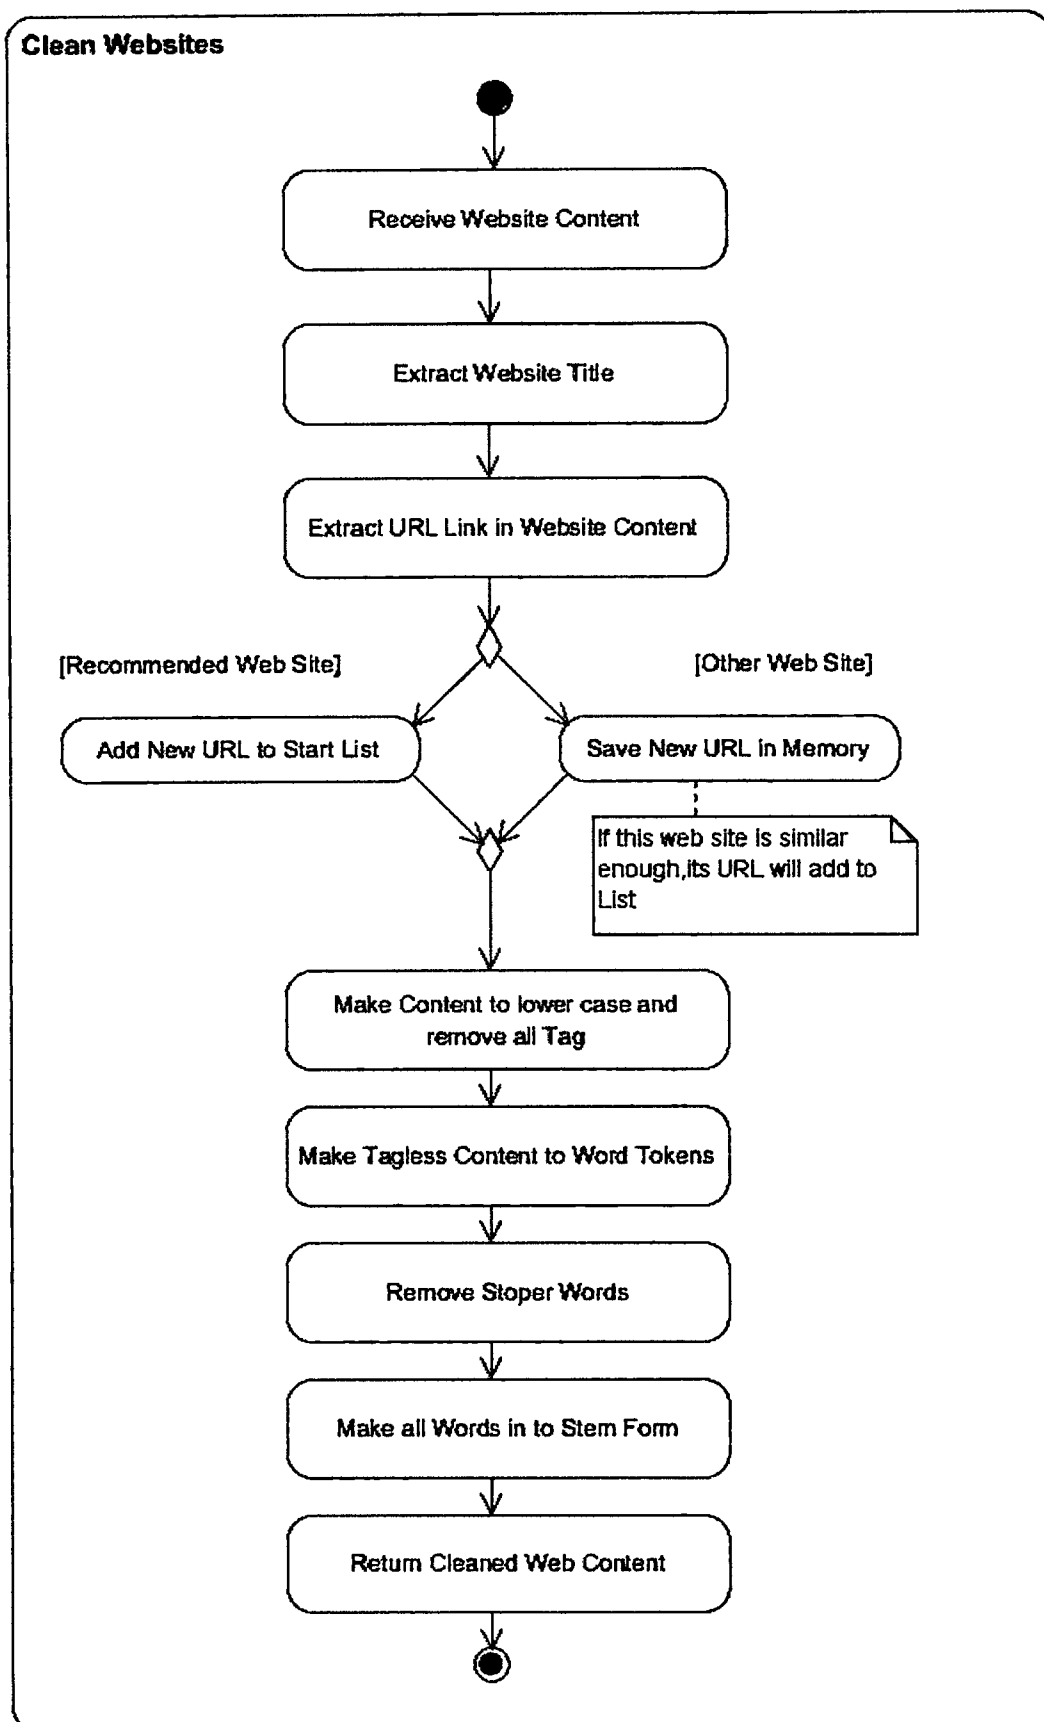 Clean Websites
Receive Website Content
Extract Website Title
Extract URL Link in Website Content
[Recommended Web Site]
[Other Web Site]
Add New URL to Start List
Save New URL in Memory
If this web site is similar
enough,its URL will add to
List
Make Content to lower case and
remove all Tag
Make Tagless Content to Word Tokens
Remove Stoper Words
Make all Words in to Stem Form
Return Cleaned Web Content